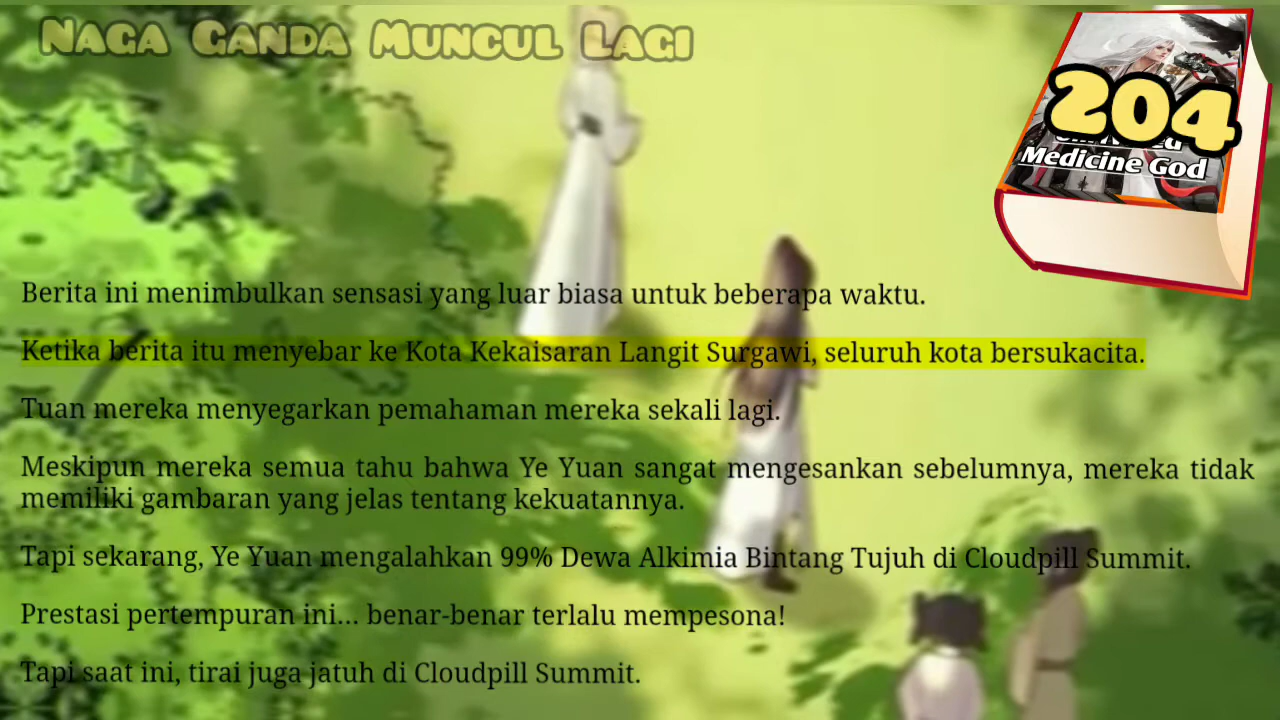 Naga Ganda Muncul Lagi
204
Medicine God
Berita ini menimbulkan sensasi yang luar biasa untuk beberapa waktu.
Ketika berita itu menyebar ke Kota Kekaisaran Langit Surgawi, seluruh kota bersukacita.
Tuan mereka menyegarkan pemahaman mereka sekali lagi.
Meskipun mereka semua tahu bahwa Ye Yuan sangat mengesankan sebelumnya, mereka tidak
memiliki gambaran yang jelas tentang kekuatannya.
Tapi sekarang, Ye Yuan mengalahkan 99% Dewa Alkimia Bintang Tujuh di Cloudpill Summit.
Prestasi pertempuran ini... benar-benar terlalu mempesona!
Tapi saat ini, tirai juga jatuh di Cloudpill Summit.